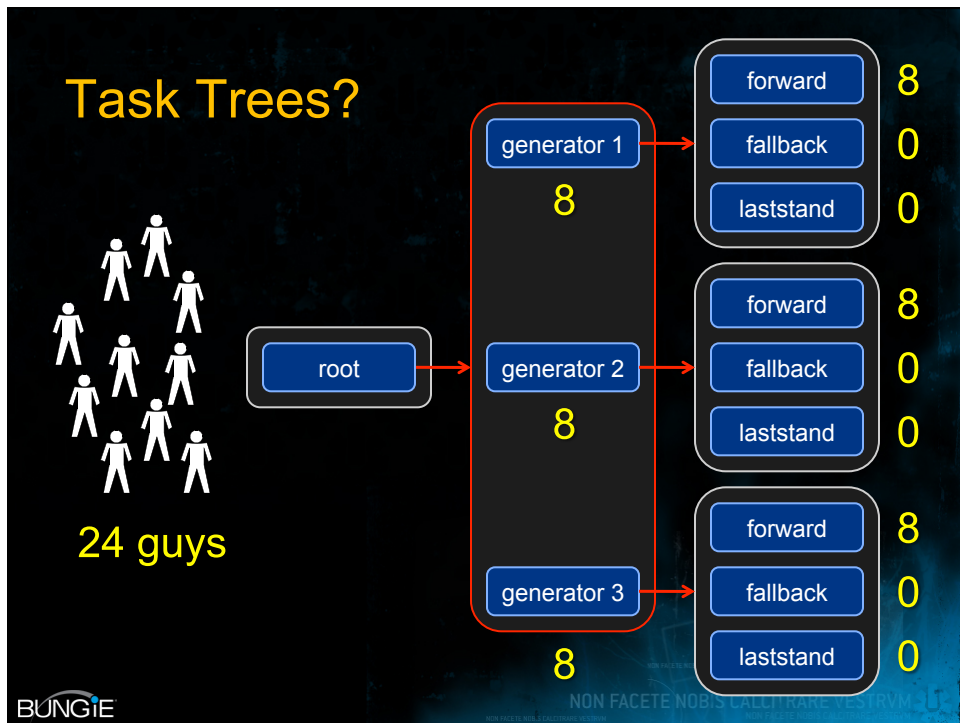 Task Trees?
24 guys
root
generator 1
8
generator 2
8
generator 3
8
forward 8
fallback 0
laststand 0
forward 8
fallback 0
laststand 0
forward 8
fallback 0
laststand 0
BUNGiE
NON FACETE NOBIS CALCITRARE VESTRVM